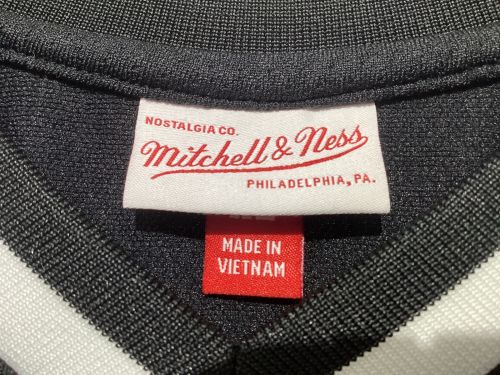 NOSTALGIA CO.
Mitchell & Ness
PHILADELPHIA, PA.
MADE IN
VIETNAM